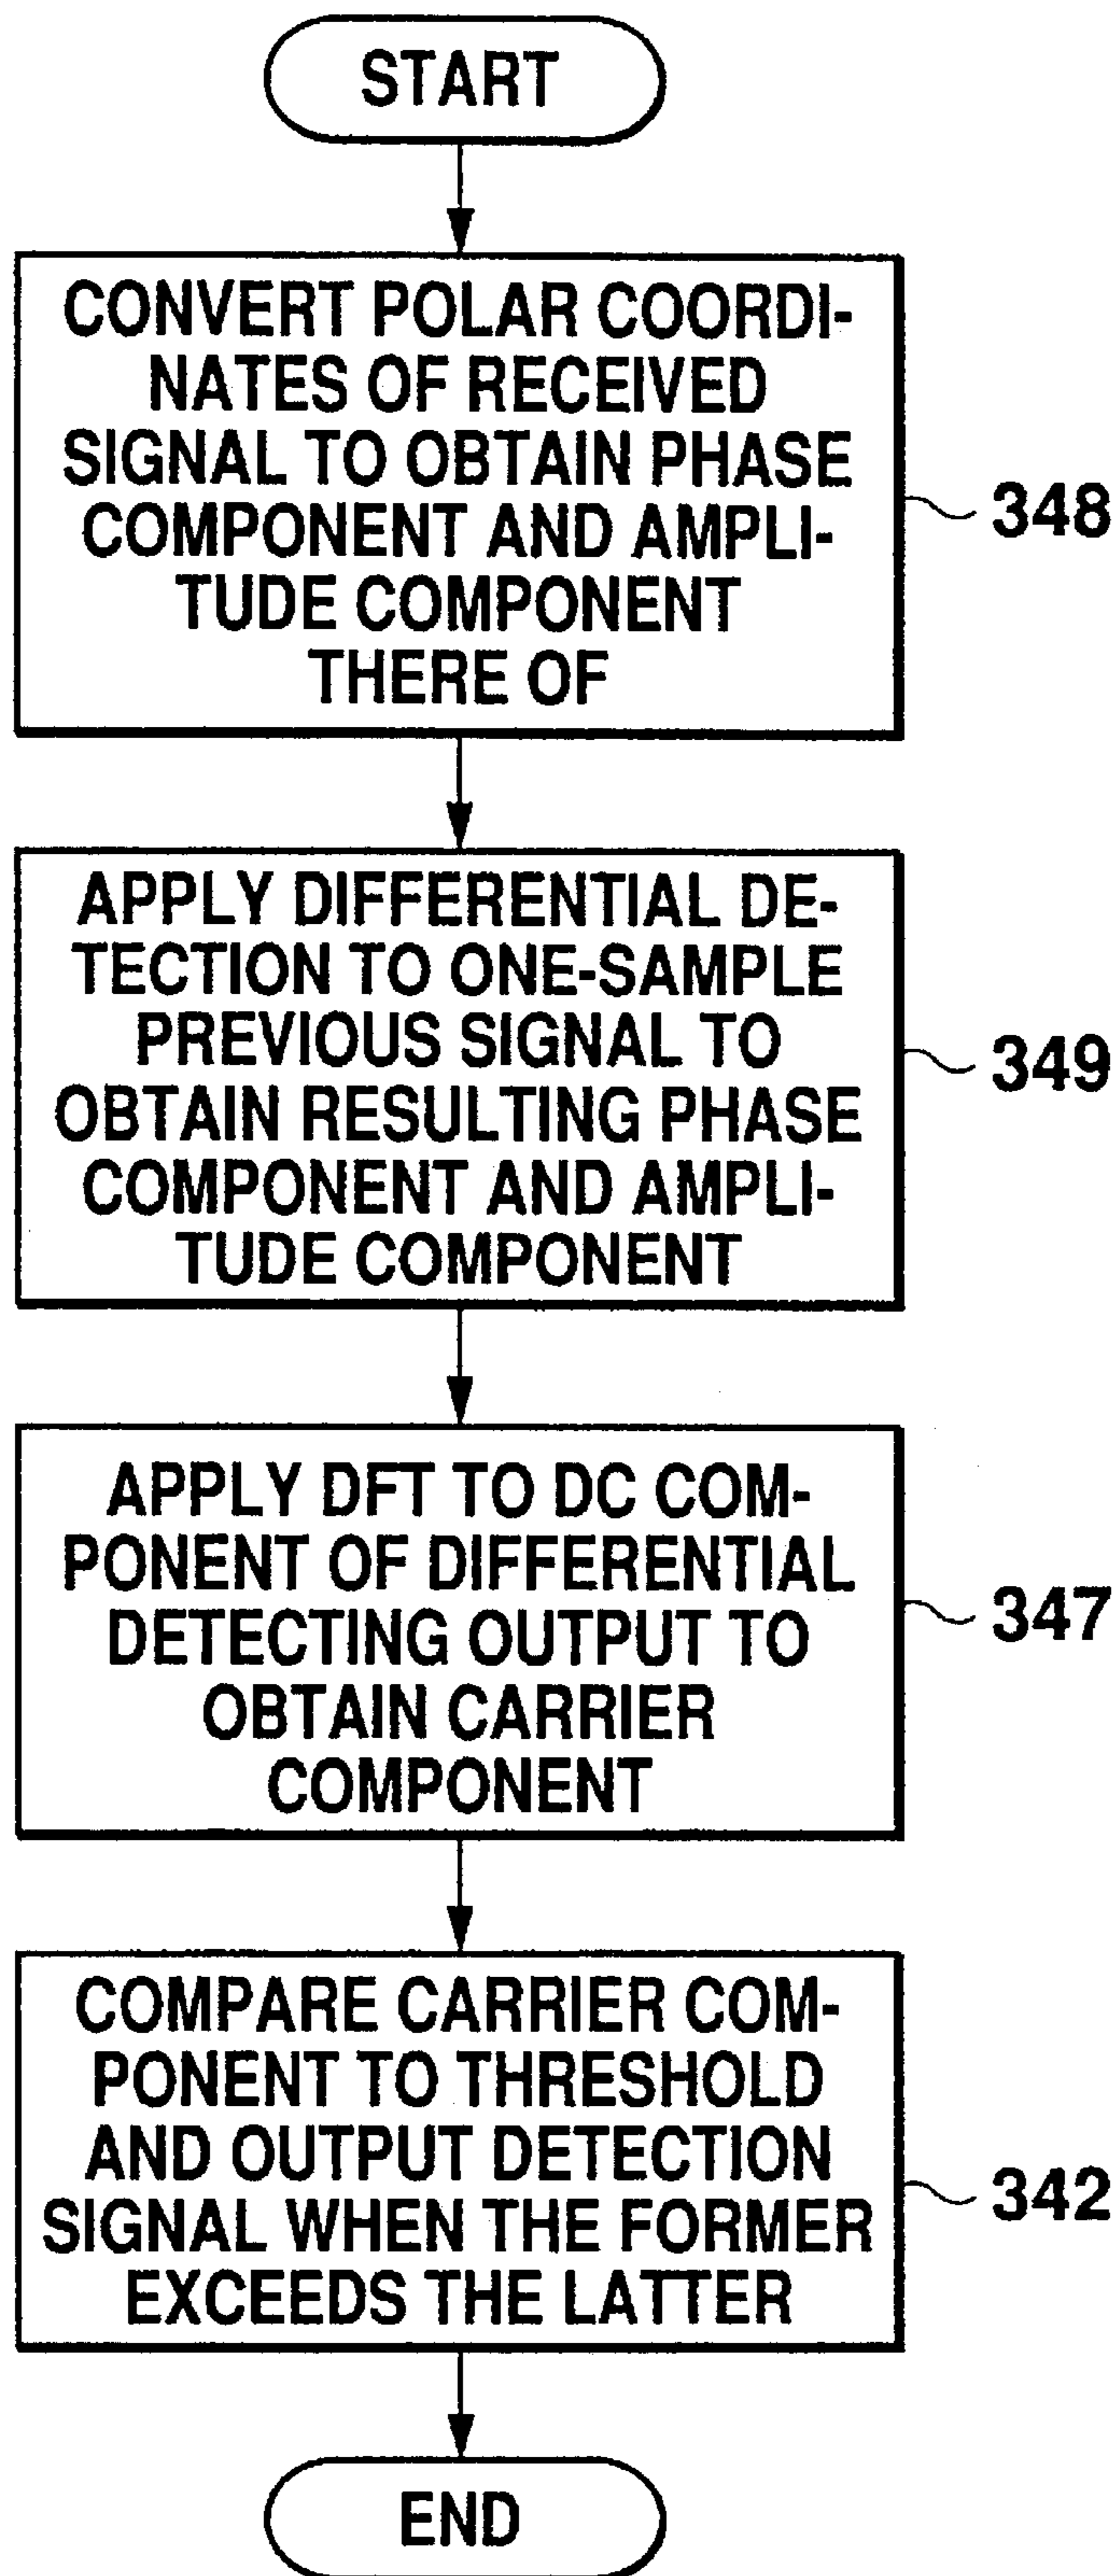 START
CONVERT POLAR COORDI-
NATES OF RECEIVED
SIGNAL TO OBTAIN PHASE
COMPONENT AND AMPLI-
TUDE COMPONENT
THERE OF
348
APPLY DIFFERENTIAL DE-
TECTION TO ONE-SAMPLE
PREVIOUS SIGNAL TO
OBTAIN RESULTING PHASE
COMPONENT AND AMPLI-
TUDE COMPONENT
349
APPLY DFT TO DC COM-
PONENT OF DIFFERENTIAL
DETECTING OUTPUT TO
OBTAIN CARRIER
COMPONENT
347
COMPARE CARRIER COM-
PONENT TO THRESHOLD
AND OUTPUT DETECTION
SIGNAL WHEN THE FORMER
EXCEEDS THE LATTER
342
END